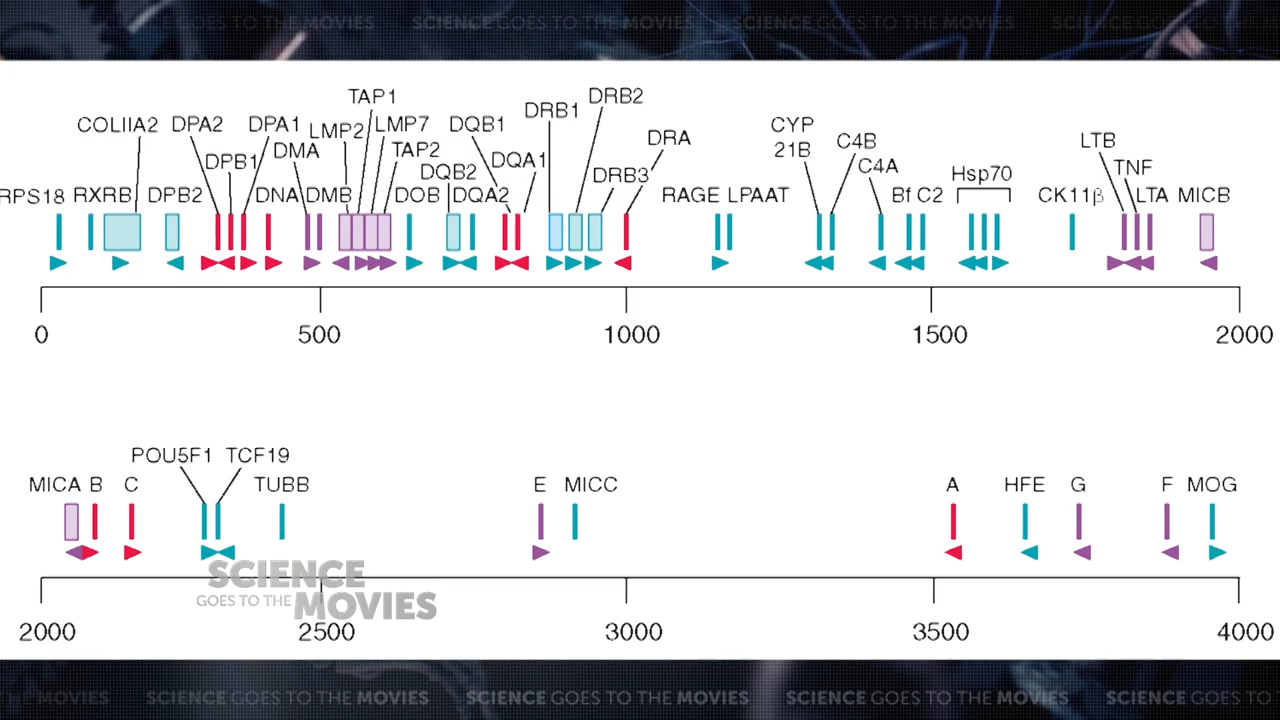 SCIENCE GOES TO THE MOVIES SCIENCE GOES TO THE MOVIES SCIENCE GOES TO THE
TAP1 DRB2
COLIIA2 DPA2 DPA1 LMP2 LMP7 DQB1 DRB1 DRA CYP 21B C4B LTB
DPB1 DMA TAP2 DQB2 DQA1 DRB3 C4A Hsp70 TNF
RPS18 RXRB DPB2 DNA DMB DOB DQA2 RAGE LPAAT Bf C2 CK11β LTA MICB
0 500 1000 1500 2000
POU5F1 TCF19
MICA B C TUBB E MICC A HFE G F MOG
SCIENCE
GOES TO THE MOVIES
2000 2500 3000 3500 4000
THE MOVIES SCIENCE GOES TO THE MOVIES SCIENCE GOES TO THE MOVIES SCIENCE GOES TO THE MOVIES SCIENCE GOES TO